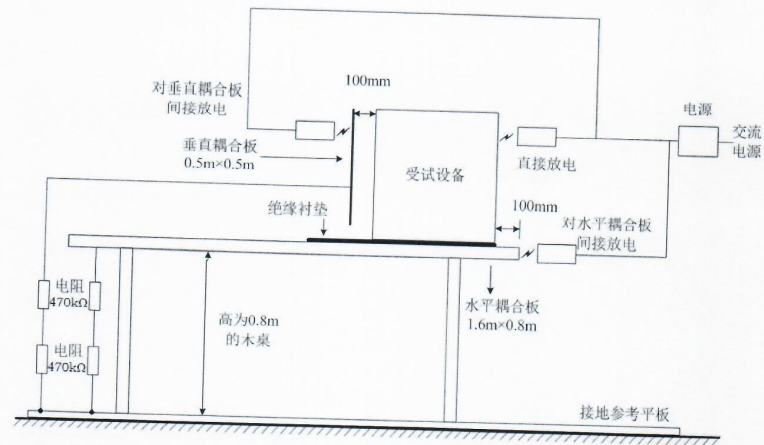 100mm
对垂直耦合板
间接放电
电源
交流
电源
垂直耦合板
0.5m×0.5m
受试设备
直接放电
100mm
绝缘衬垫
对水平耦合板
间接放电
电阻
470kΩ
水平耦合板
1.6m×0.8m
高为0.8m
的木桌
电阻
470kΩ
接地参考平板